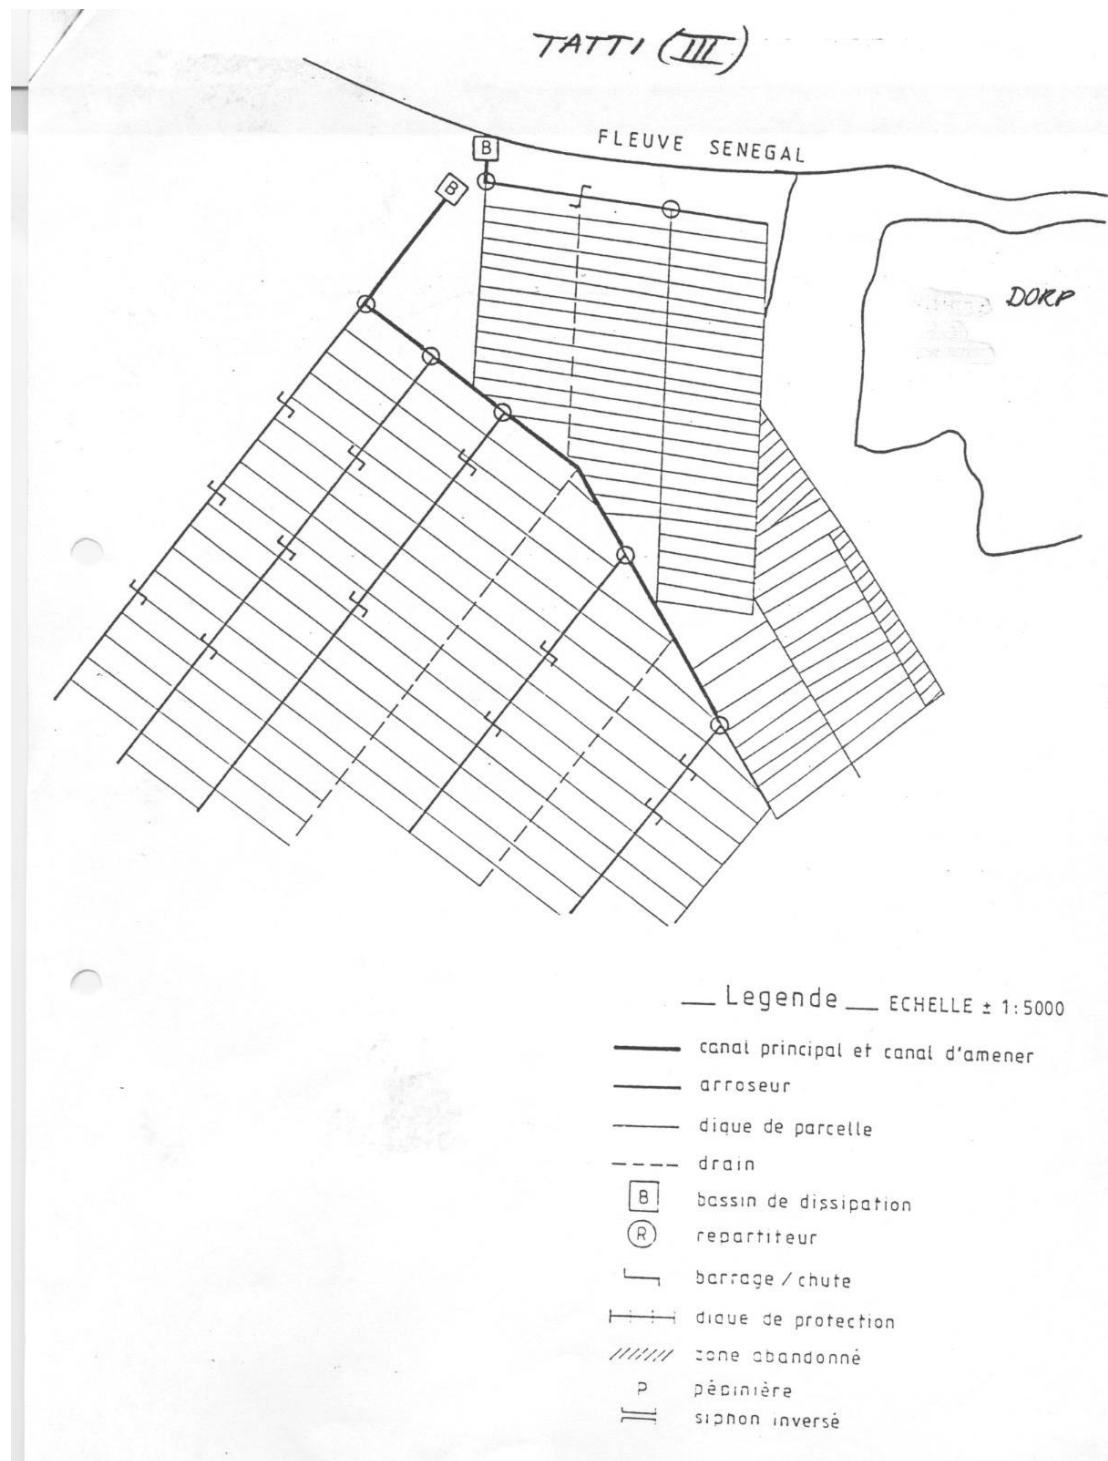 TATTI (III)
FLEUVE SENEGAL
B
B
DORP
Legende
ECHELLE ± 1:5000
canal principal et canal d'amener
arroseur
digue de parcelle
drain
B bassin de dissipation
R repartiteur
barrage / chute
digue de protection
zone abandonné
P pépinière
siphon inversé